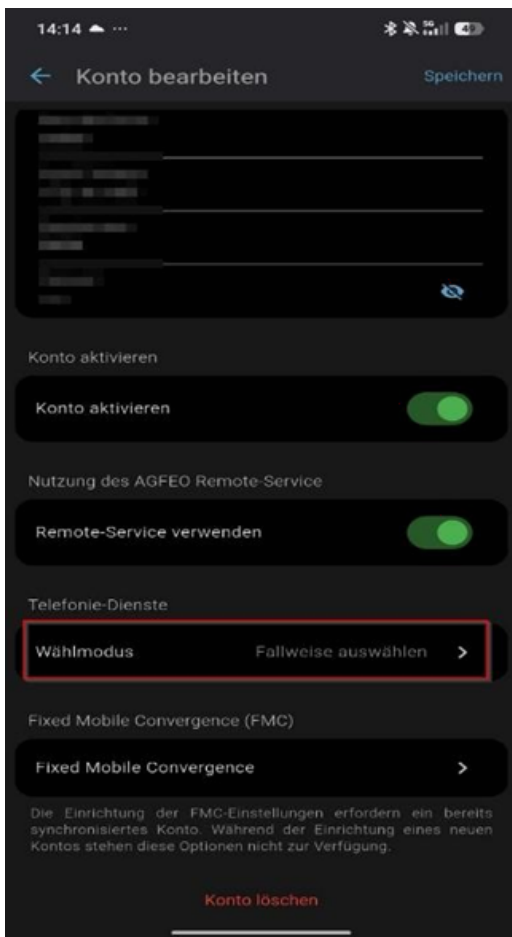 14:14 ...
5G 49
Konto bearbeiten Speichern
Konto aktivieren
Konto aktivieren
Nutzung des AGFEO Remote-Service
Remote-Service verwenden
Telefonie-Dienste
Wählmodus Fallweise auswählen >
Fixed Mobile Convergence (FMC)
Fixed Mobile Convergence >
Die Einrichtung der FMC-Einstellungen erfordern ein bereits
synchronisiertes Konto. Während der Einrichtung eines neuen
Kontos stehen diese Optionen nicht zur Verfügung.
Konto löschen